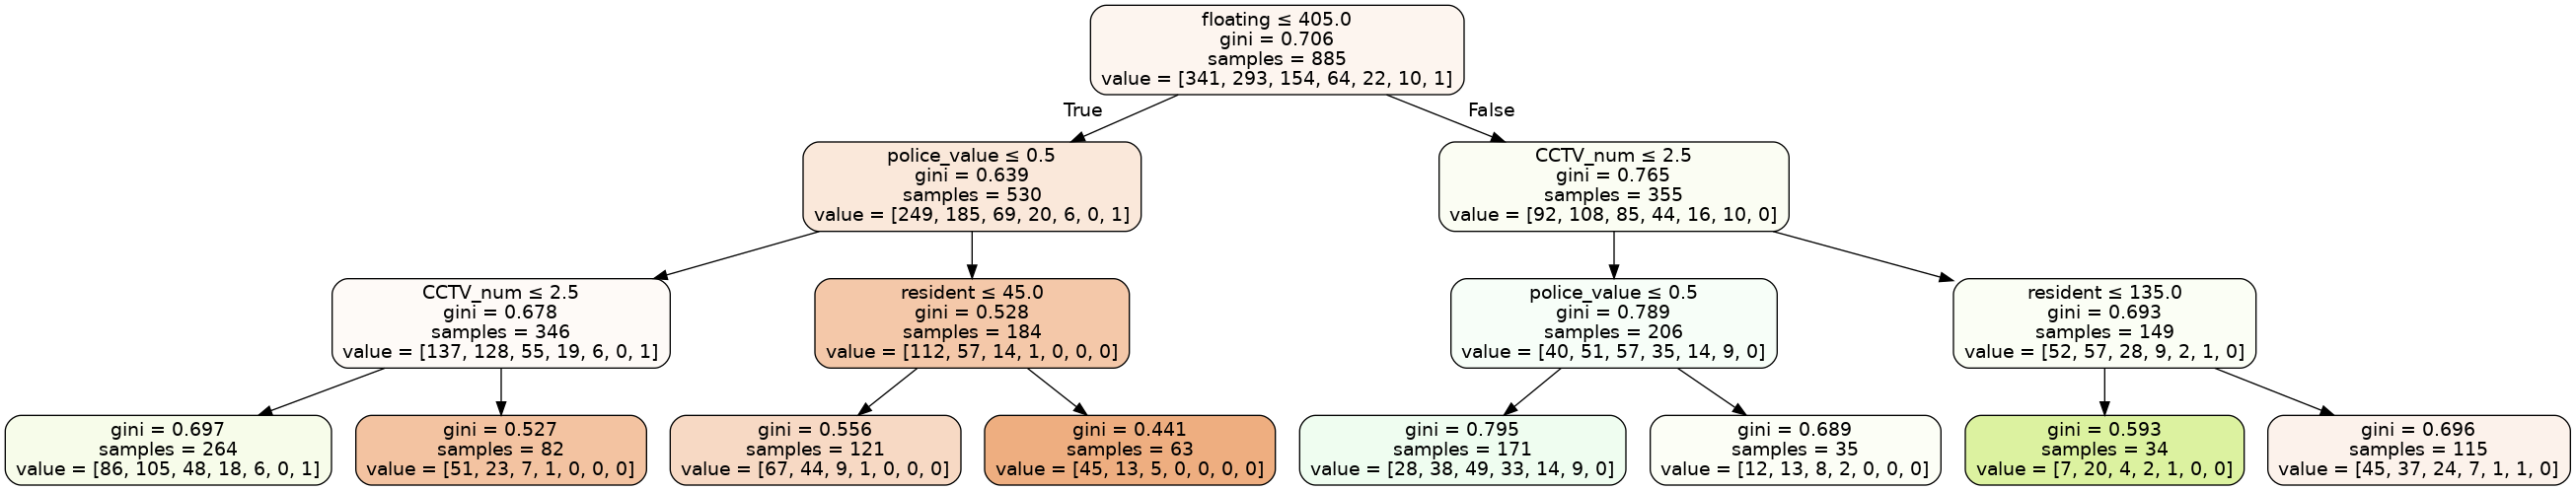 floating ≤ 405.0
gini = 0.706
samples = 885
value = [341, 293, 154, 64, 22, 10, 1]
True
False
police_value ≤ 0.5
gini = 0.639
samples = 530
value = [249, 185, 69, 20, 6, 0, 1]
CCTV_num ≤ 2.5
gini = 0.765
samples = 355
value = [92, 108, 85, 44, 16, 10, 0]
CCTV_num ≤ 2.5
gini = 0.678
samples = 346
value = [137, 128, 55, 19, 6, 0, 1]
resident ≤ 45.0
gini = 0.528
samples = 184
value = [112, 57, 14, 1, 0, 0, 0]
police_value ≤ 0.5
gini = 0.789
samples = 206
value = [40, 51, 57, 35, 14, 9, 0]
resident ≤ 135.0
gini = 0.693
samples = 149
value = [52, 57, 28, 9, 2, 1, 0]
gini = 0.697
samples = 264
value = [86, 105, 48, 18, 6, 0, 1]
gini = 0.527
samples = 82
value = [51, 23, 7, 1, 0, 0, 0]
gini = 0.556
samples = 121
value = [67, 44, 9, 1, 0, 0, 0]
gini = 0.441
samples = 63
value = [45, 13, 5, 0, 0, 0, 0]
gini = 0.795
samples = 171
value = [28, 38, 49, 33, 14, 9, 0]
gini = 0.689
samples = 35
value = [12, 13, 8, 2, 0, 0, 0]
gini = 0.593
samples = 34
value = [7, 20, 4, 2, 1, 0, 0]
gini = 0.696
samples = 115
value = [45, 37, 24, 7, 1, 1, 0]